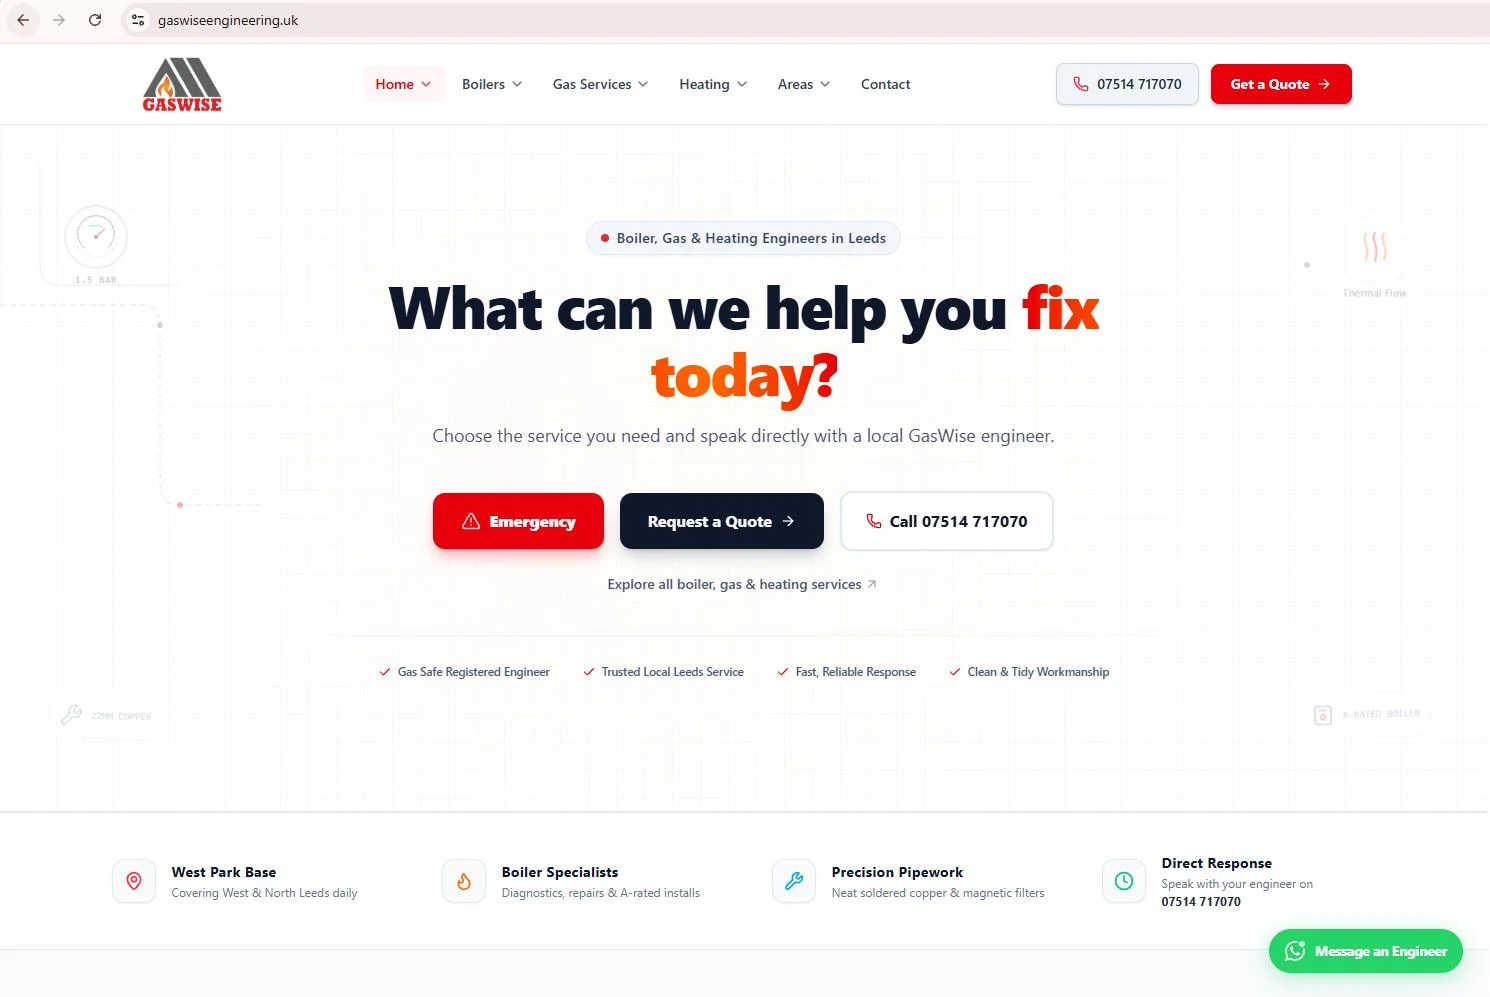 gaswiseengineering.uk
GASWISE
Home
Boilers
Gas Services
Heating
Areas
Contact
07514 717070
Get a Quote
Boiler, Gas & Heating Engineers in Leeds
1.5 BAR
Thermal Flow
What can we help you fix
today?
Choose the service you need and speak directly with a local GasWise engineer.
Emergency
Request a Quote
Call 07514 717070
Explore all boiler, gas & heating services
Gas Safe Registered Engineer
Trusted Local Leeds Service
Fast, Reliable Response
Clean & Tidy Workmanship
22MM COPPER
A-RATED BOILER
West Park Base
Covering West & North Leeds daily
Boiler Specialists
Diagnostics, repairs & A-rated installs
Precision Pipework
Neat soldered copper & magnetic filters
Direct Response
Speak with your engineer on
07514 717070
Message an Engineer